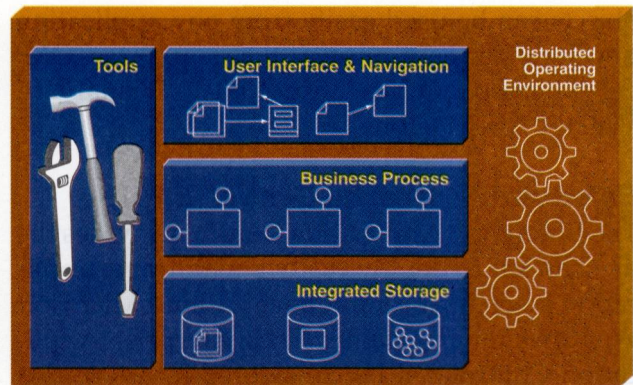 Tools
User Interface & Navigation
Distributed
Operating
Environment
Business Process
Integrated Storage